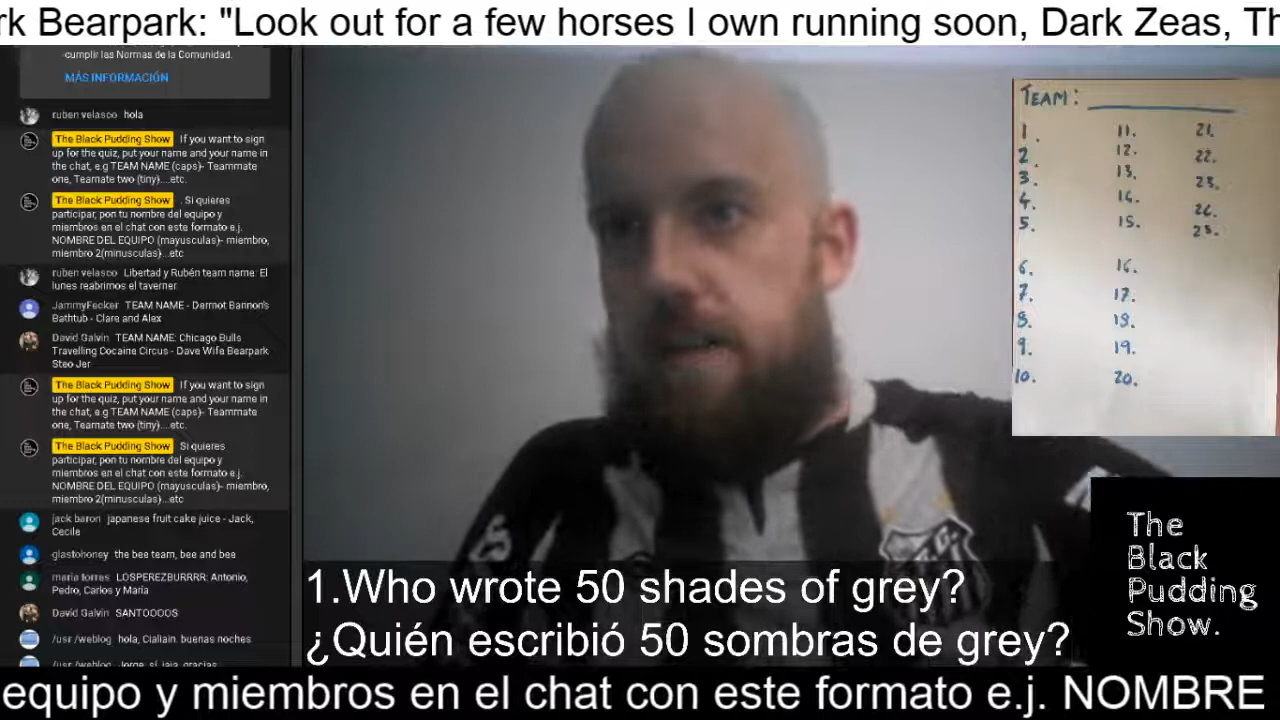 rk Bearpark: "Look out for a few horses I own running soon, Dark Zeas, Th
cumplir las Normas de la Comunidad.
MÁS INFORMACIÓN
ruben velasco hola
The Black Pudding Show If you want to sign
up for the quiz, put your name and your name in
the chat, e.g TEAM NAME (caps)- Teammate
one, Teamate two (tiny)....etc.
The Black Pudding Show . Si quieres
participar, pon tu nombre del equipo y
miembros en el chat con este formato e.j.
NOMBRE DEL EQUIPO (mayusculas)- miembro,
miembro 2(minusculas)...etc
ruben velasco Libertad y Rubén team name: El
lunes reabrimos el taverner
JammyFecker TEAM NAME - Dermot Bannon's
Bathtub - Clare and Alex
David Galvin TEAM NAME: Chicago Bulls
Travelling Cocaine Circus - Dave Wife Bearpark
Steo Jer
The Black Pudding Show If you want to sign
up for the quiz, put your name and your name in
the chat, e.g TEAM NAME (caps)- Teammate
one, Teamate two (tiny)....etc.
The Black Pudding Show Si quieres
participar, pon tu nombre del equipo y
miembros en el chat con este formato e.j.
NOMBRE DEL EQUIPO (mayusculas)- miembro,
miembro 2(minusculas)...etc
jack baron japanese fruit cake juice - Jack,
Cecile
glastohoney the bee team, bee and bee
maria torres LOSPEREZBURRRR: Antonio,
Pedro, Carlos y María
David Galvin SANTOOOOS
/usr /weblog hola, Clalian. buenas noches
/usr /weblog Jorge, sí, jaja, gracias
TEAM:
1. 11. 21.
2. 12. 22.
3. 13. 23.
4. 14. 24.
5. 15. 25.
6. 16.
7. 17.
8. 18.
9. 19.
10. 20.
1.Who wrote 50 shades of grey?
¿Quién escribió 50 sombras de grey?
The
Black
Pudding
Show.
equipo y miembros en el chat con este formato e.j. NOMBRE